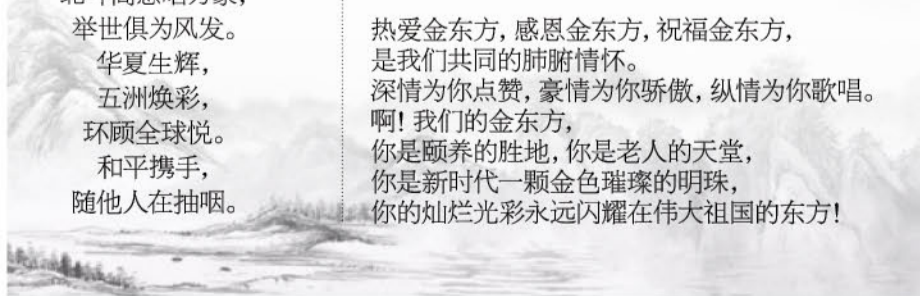 举世俱为风发。
华夏生辉，
五洲焕彩，
环顾全球悦。
和平携手，
随他人在抽咽。
热爱金东方，感恩金东方，祝福金东方，
是我们共同的肺腑情怀。
深情为你点赞，豪情为你骄傲，纵情为你歌唱。
啊！我们的金东方，
你是颐养的胜地，你是老人的天堂，
你是新时代一颗金色璀璨的明珠，
你的灿烂光彩永远闪耀在伟大祖国的东方！